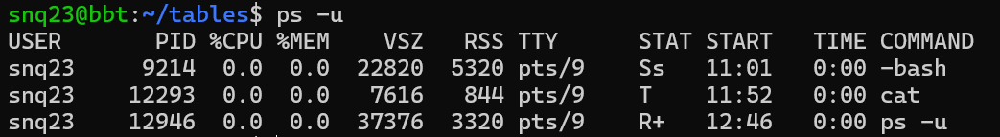 snq23@bbt:~/tables$ ps -u
USER       PID %CPU %MEM    VSZ   RSS TTY      STAT START   TIME COMMAND
snq23     9214  0.0  0.0  22820  5320 pts/9    Ss   11:01   0:00 -bash
snq23    12293  0.0  0.0   7616   844 pts/9    T    11:52   0:00 cat
snq23    12946  0.0  0.0  37376  3320 pts/9    R+   12:46   0:00 ps -u